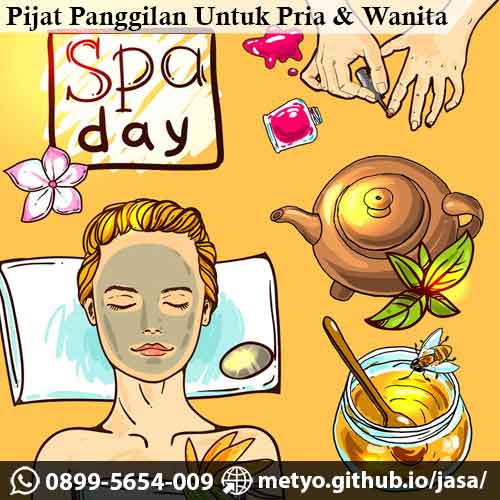 Pijat Panggilan Untuk Pria & Wanita
Spa
day
0899-5654-009 metyo.github.io/jasa/